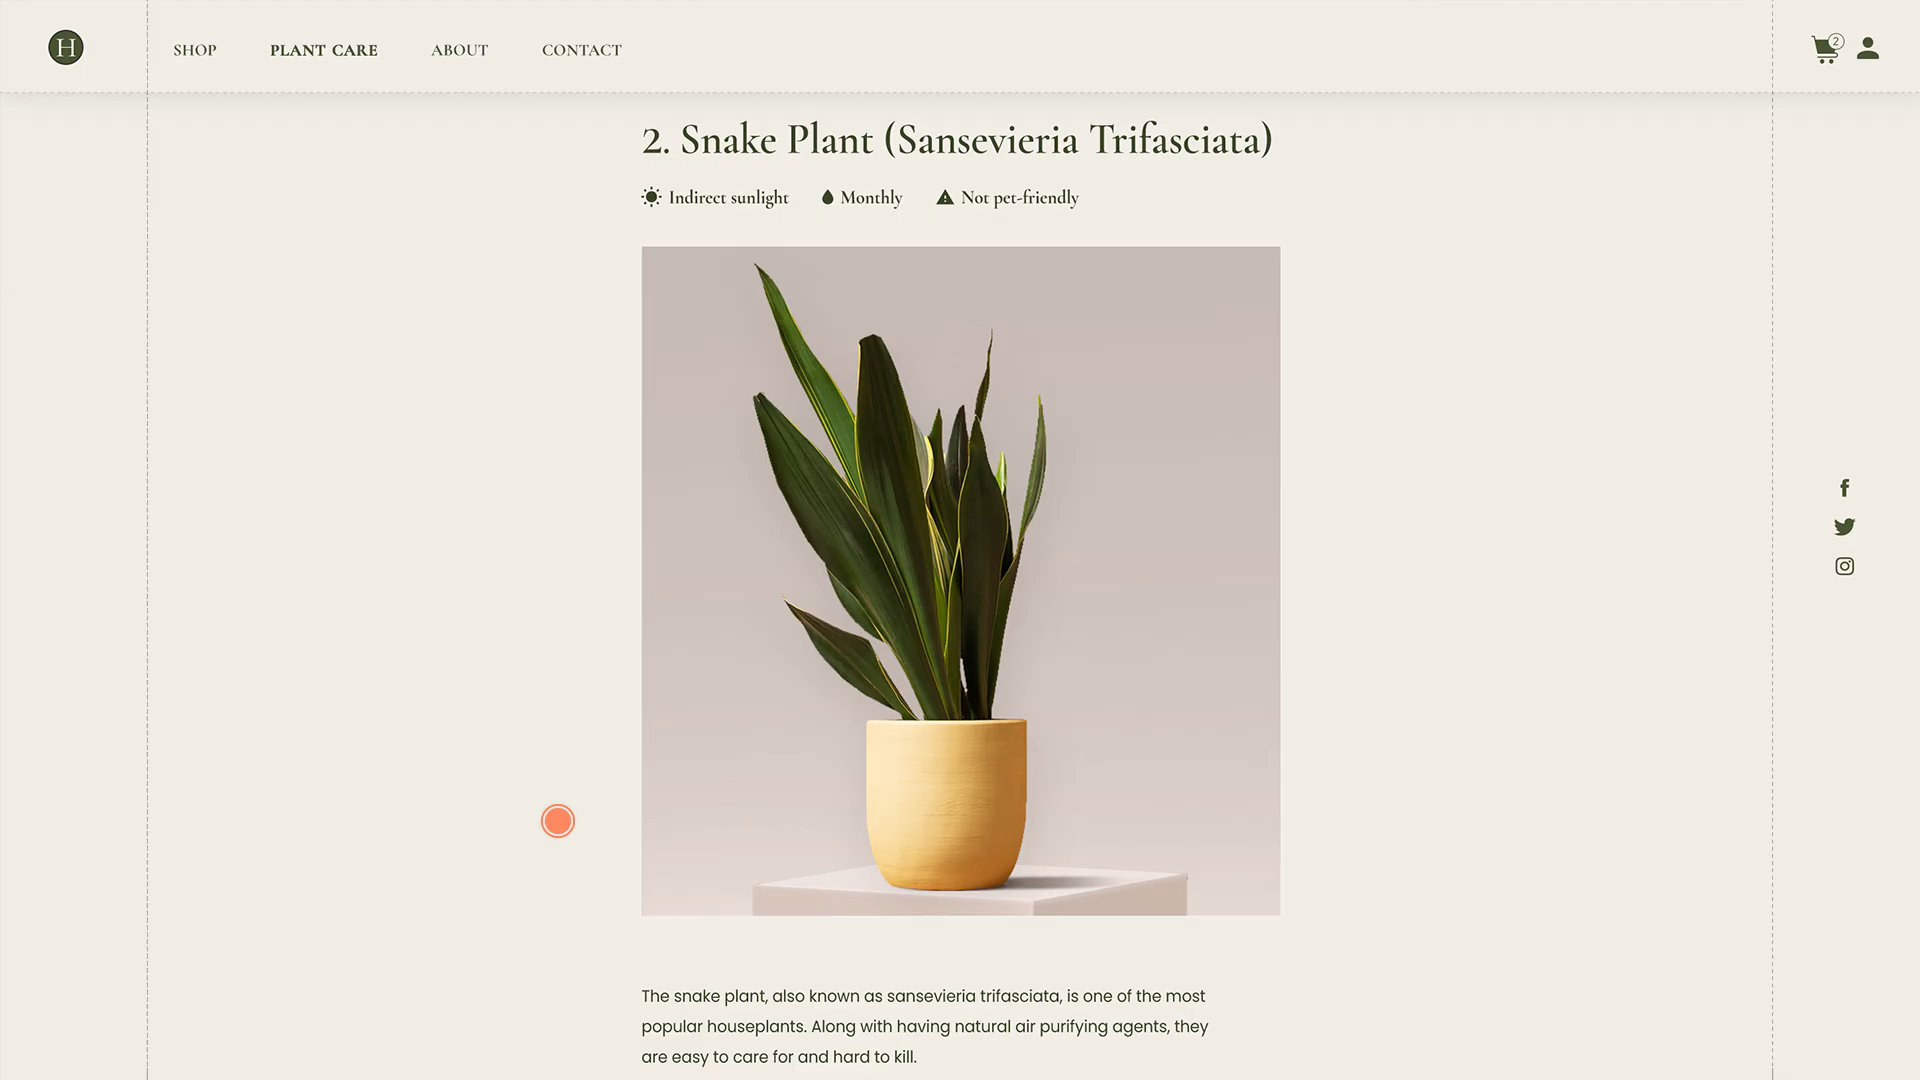 H
SHOP
PLANT CARE
ABOUT
CONTACT
2
2. Snake Plant (Sansevieria Trifasciata)
Indirect sunlight
Monthly
Not pet-friendly
The snake plant, also known as sansevieria trifasciata, is one of the most
popular houseplants. Along with having natural air purifying agents, they
are easy to care for and hard to kill.